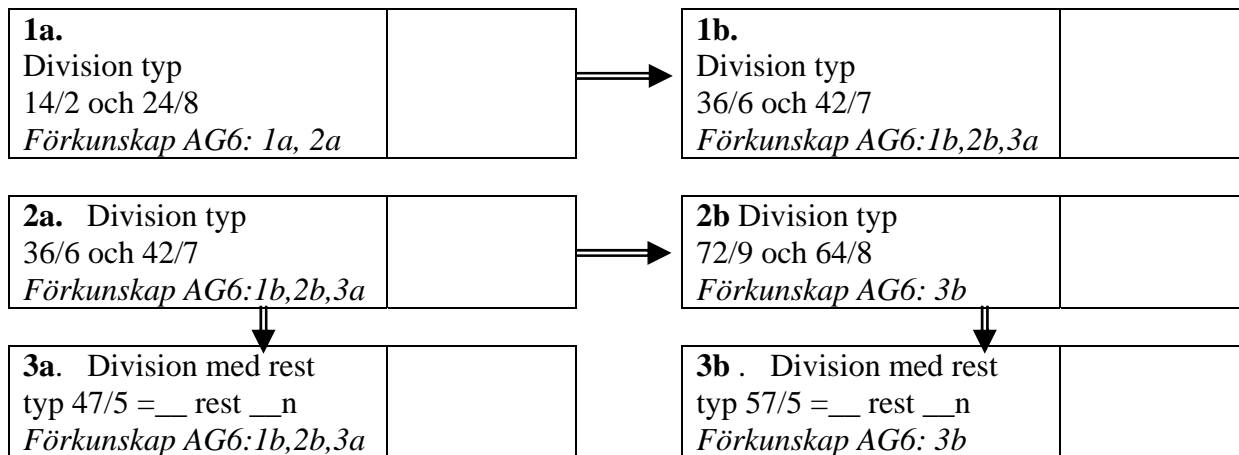 1a.
Division typ
14/2 och 24/8
Förkunskap AG6: 1a, 2a
1b.
Division typ
36/6 och 42/7
Förkunskap AG6:1b,2b,3a
2a. Division typ
36/6 och 42/7
Förkunskap AG6:1b,2b,3a
2b Division typ
72/9 och 64/8
Förkunskap AG6: 3b
3a. Division med rest
typ 47/5 =__ rest __n
Förkunskap AG6:1b,2b,3a
3b . Division med rest
typ 57/5 =__ rest __n
Förkunskap AG6: 3b